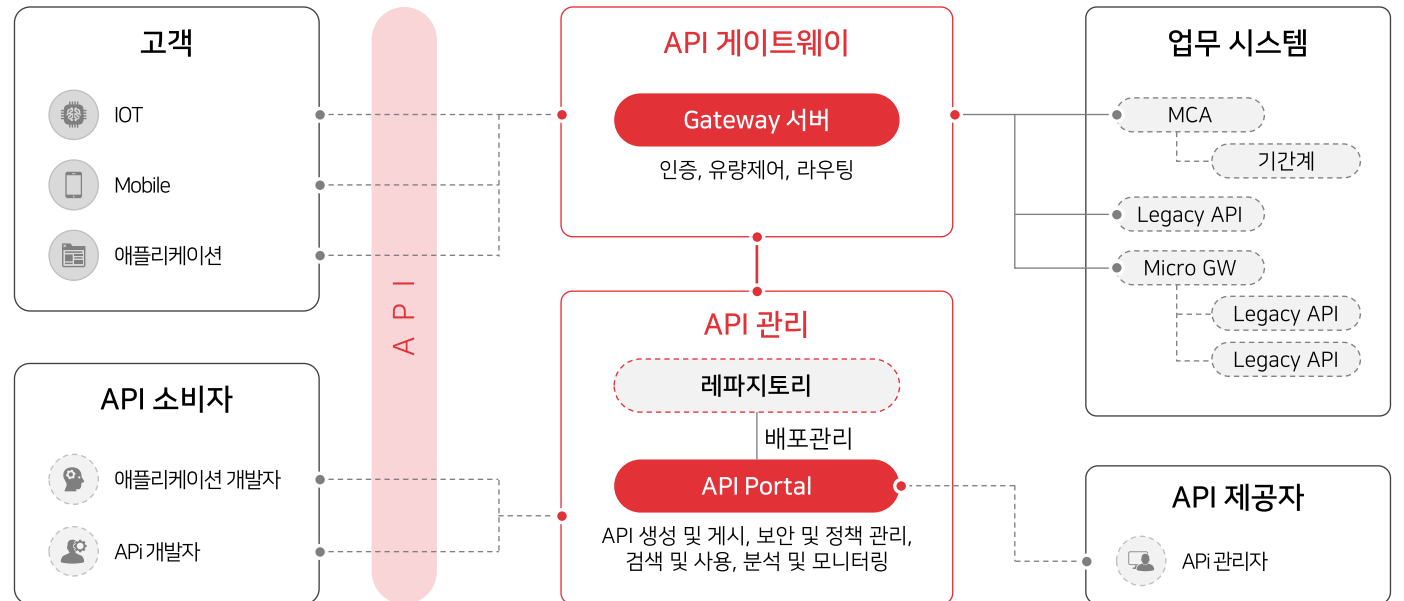 고객
IOT
Mobile
애플리케이션
API 소비자
애플리케이션 개발자
APi 개발자
API
API 게이트웨이
Gateway 서버
인증, 유량제어, 라우팅
API 관리
레파지토리
배포관리
API Portal
API 생성 및 게시, 보안 및 정책 관리,
검색 및 사용, 분석 및 모니터링
업무 시스템
MCA
기간계
Legacy API
Micro GW
Legacy API
Legacy API
API 제공자
APi 관리자